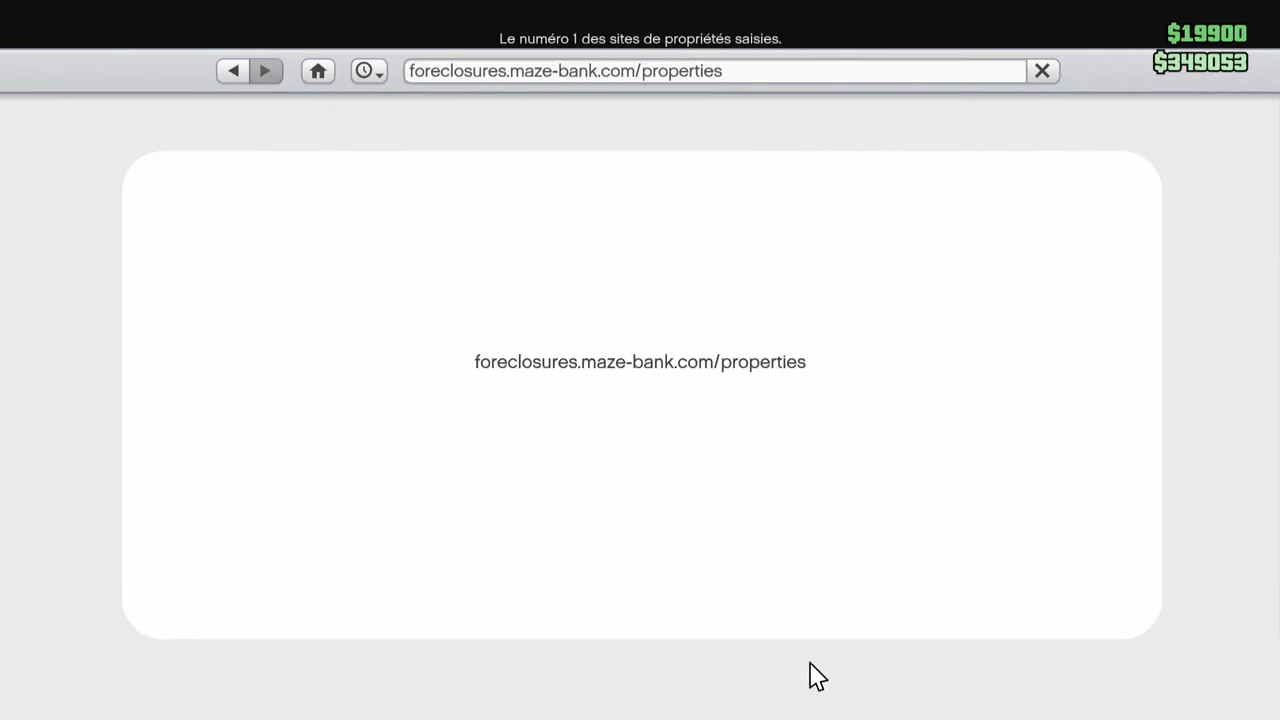 Le numéro 1 des sites de propriétés saisies.
$19900
foreclosures.maze-bank.com/properties
$349053
foreclosures.maze-bank.com/properties